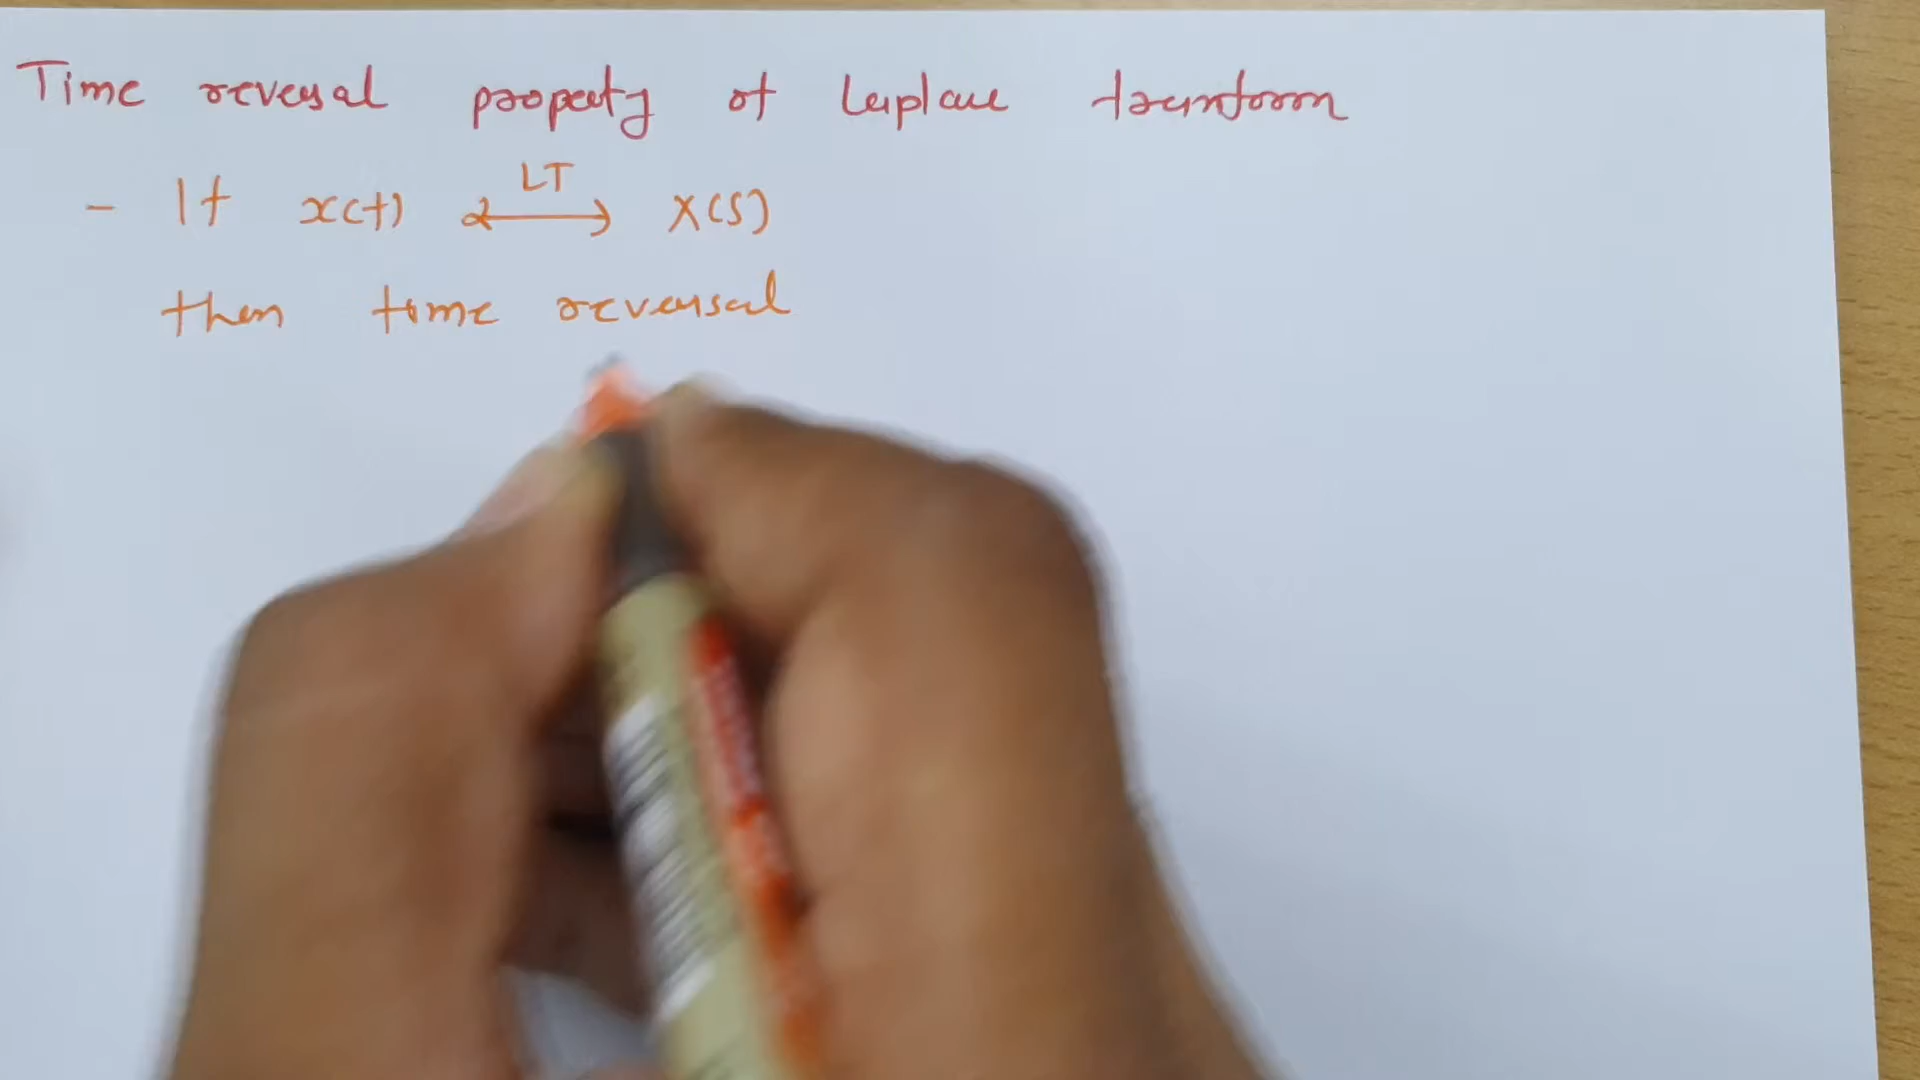 Time reversal property of Laplace transform
- If x(t) ⟷ X(s)
LT
then time reversal